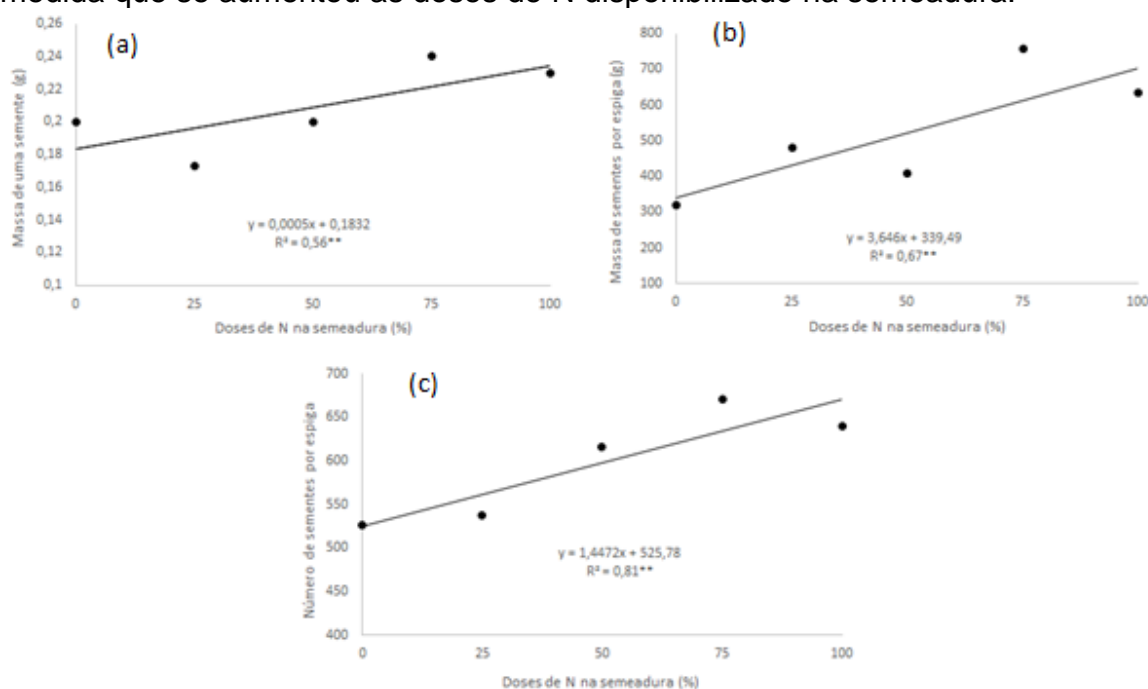 medida que se aumentou as doses de N disponibilizado na semeadura.
(a)
0,26
0,24
0,22
0,2
0,18
0,16
0,14
0,12
0,1
Massa de uma semente (g)
y = 0,0005x + 0,1832
R² = 0,56**
0 25 50 75 100
Doses de N na semeadura (%)
(b)
800
700
600
500
400
300
200
100
Massa de sementes por espiga (g)
y = 3,646x + 339,49
R² = 0,67**
0 25 50 75 100
Doses de N na semeadura (%)
(c)
700
650
600
550
500
450
400
Número de sementes por espiga
y = 1,4472x + 525,78
R² = 0,81**
0 25 50 75 100
Doses de N na semeadura (%)